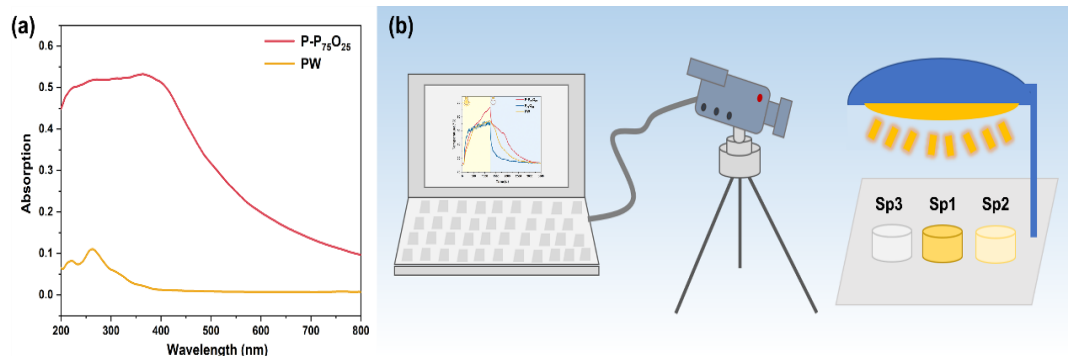 (a)
P-P₇₅O₂₅
PW
0.6
0.5
0.4
0.3
0.2
0.1
0.0
Absorption
200 300 400 500 600 700 800
Wavelength (nm)
(b)
PW
Sp3 Sp1 Sp2